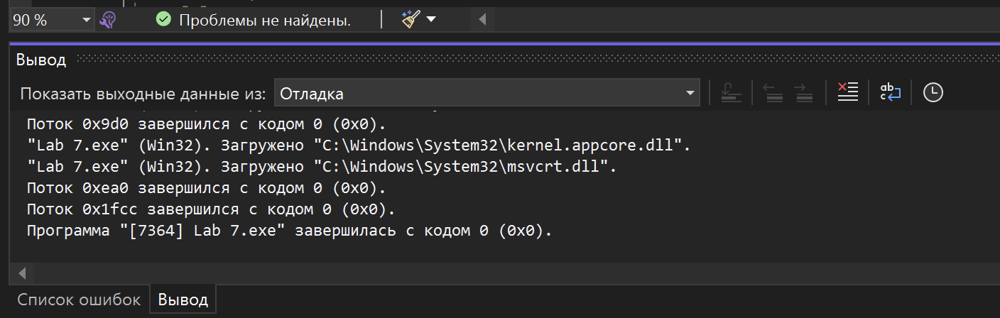 90 %
Проблемы не найдены.
Вывод
Показать выходные данные из:
Отладка
Поток 0x9d0 завершился с кодом 0 (0x0).
"Lab 7.exe" (Win32). Загружено "C:\Windows\System32\kernel.appcore.dll".
"Lab 7.exe" (Win32). Загружено "C:\Windows\System32\msvcrt.dll".
Поток 0xea0 завершился с кодом 0 (0x0).
Поток 0x1fcc завершился с кодом 0 (0x0).
Программа "[7364] Lab 7.exe" завершилась с кодом 0 (0x0).
Список ошибок
Вывод